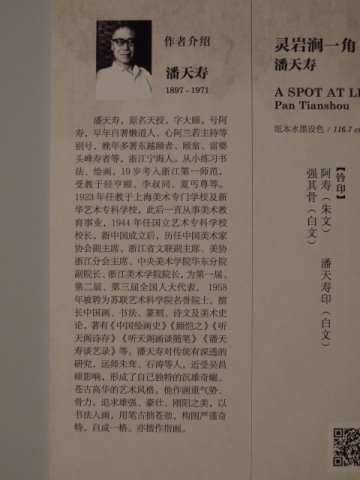 作者介绍
潘天寿
1897 - 1971
潘天寿，原名天授，字大颐，号阿
寿，早年自署懒道人、心阿兰若主持等
别号，晚年多署东越颐者、颐翁、雷婆
头峰寿者等，浙江宁海人。从小练习书
法、绘画，19岁考入浙江第一师范，
受教于经亨颐、李叔同、夏丏尊等。
1923年任教于上海美术专门学校及新
华艺术专科学校，此后一直从事美术教
育事业，1944年任国立艺术专科学校
校长。新中国成立后，历任中国美术家
协会副主席、浙江省文联副主席、美协
浙江分会主席、中央美术学院华东分院
副院长、浙江美术学院院长，为第一届、
第二届、第三届全国人大代表，1958
年被聘为苏联艺术科学院名誉院士。擅
长中国画、书法、篆刻、诗文及美术史
论，著有《中国绘画史》《顾恺之》《听
天阁诗存》《听天阁画谈随笔》《潘天
寿谈艺录》等。潘天寿对传统有深透的
研究，远师朱耷、石涛等人，近受吴昌
硕影响，形成了自己独特的沉雄奇崛、
苍古高华的艺术风格。他作画重气势、
骨力，追求雄强、豪壮、刚阳之美，以
书法入画，用笔古拙苍劲，构图严谨奇
特，自成一格。亦擅作指画。
灵岩涧一角
潘天寿
A SPOT AT L
Pan Tianshou
纸本水墨设色 / 116.7 c
【钤印】
阿寿（朱文） 潘天寿印（白文）
强其骨（白文）